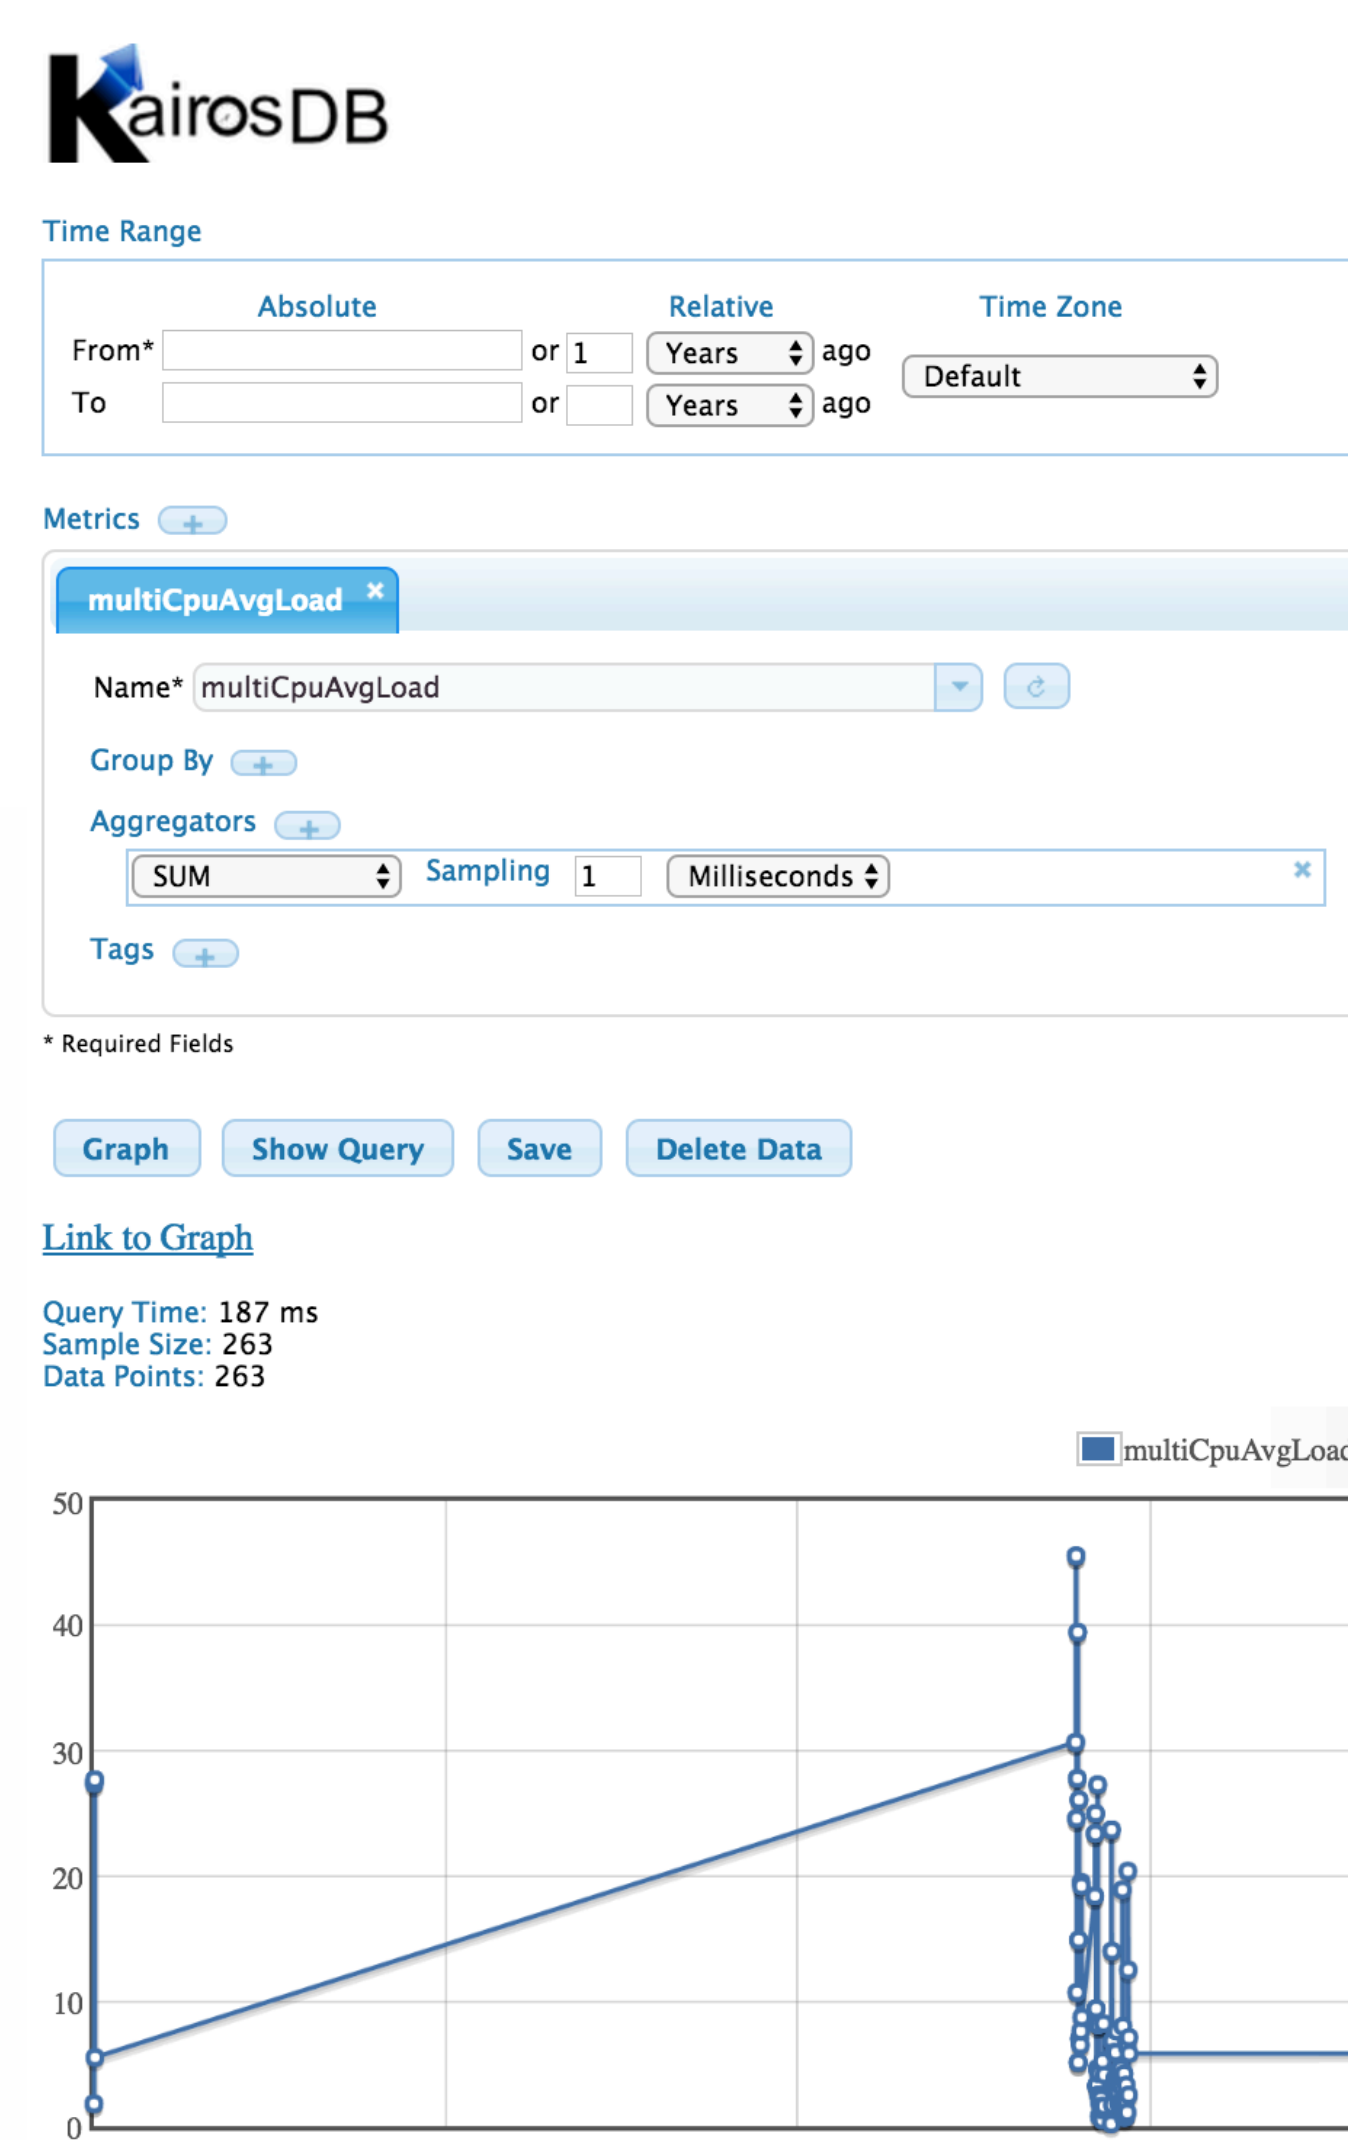 KairosDB
Time Range
Absolute Relative Time Zone
From* or 1 Years ago
Default
To or Years ago
Metrics +
multiCpuAvgLoad ×
Name* multiCpuAvgLoad
Group By +
Aggregators +
SUM Sampling 1 Milliseconds ×
Tags +
* Required Fields
Graph Show Query Save Delete Data
Link to Graph
Query Time: 187 ms
Sample Size: 263
Data Points: 263
multiCpuAvgLoad
50
40
30
20
10
0